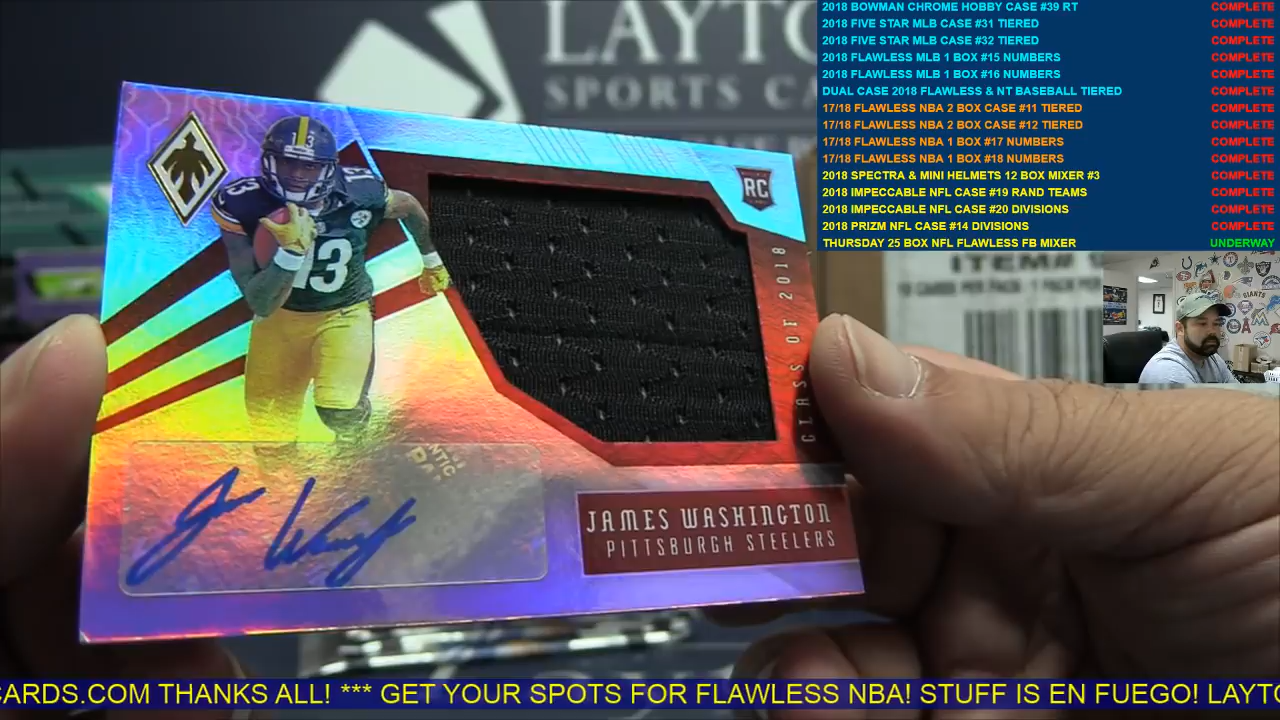 2018 BOWMAN CHROME HOBBY CASE #39 RT COMPLETE
2018 FIVE STAR MLB CASE #31 TIERED COMPLETE
2018 FIVE STAR MLB CASE #32 TIERED COMPLETE
2018 FLAWLESS MLB 1 BOX #15 NUMBERS COMPLETE
2018 FLAWLESS MLB 1 BOX #16 NUMBERS COMPLETE
DUAL CASE 2018 FLAWLESS & NT BASEBALL TIERED COMPLETE
17/18 FLAWLESS NBA 2 BOX CASE #11 TIERED COMPLETE
17/18 FLAWLESS NBA 2 BOX CASE #12 TIERED COMPLETE
17/18 FLAWLESS NBA 1 BOX #17 NUMBERS COMPLETE
17/18 FLAWLESS NBA 1 BOX #18 NUMBERS COMPLETE
2018 SPECTRA & MINI HELMETS 12 BOX MIXER #3 COMPLETE
2018 IMPECCABLE NFL CASE #19 RAND TEAMS COMPLETE
2018 IMPECCABLE NFL CASE #20 DIVISIONS COMPLETE
2018 PRIZM NFL CASE #14 DIVISIONS COMPLETE
THURSDAY 25 BOX NFL FLAWLESS FB MIXER UNDERWAY
LAYTO
SPORTS CA
ITEM#
RC
13
13
13
CLASS OF 2018
GIANTS
JAMES WASHINGTON
PITTSBURGH STEELERS
CARDS.COM THANKS ALL! *** GET YOUR SPOTS FOR FLAWLESS NBA! STUFF IS EN FUEGO! LAYTO